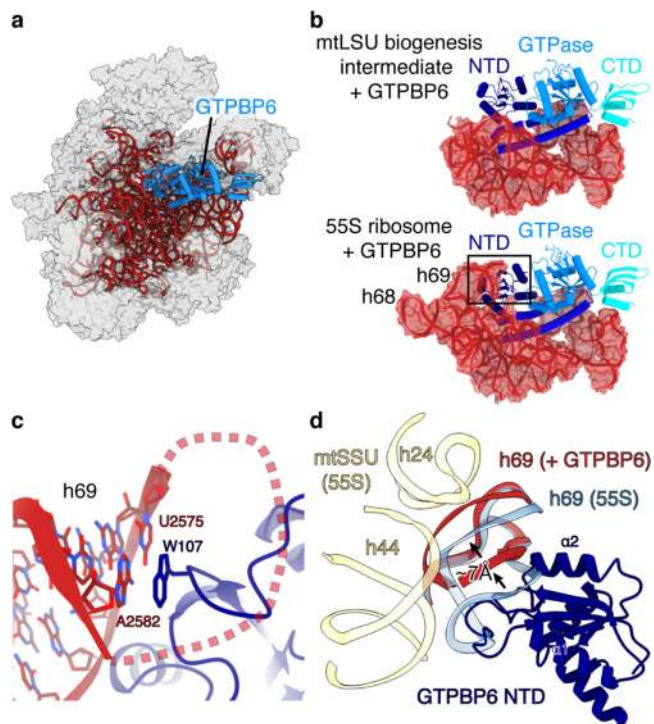 a
GTPBP6
b
mtLSU biogenesis
intermediate
+ GTPBP6
NTD
GTPase
CTD
55S ribosome
+ GTPBP6
NTD
GTPase
CTD
h69
h68
c
h69
U2575
W107
A2582
d
mtSSU
(55S)
h24
h69 (+ GTPBP6)
h69 (55S)
h44
~7Å
α2
α1
GTPBP6 NTD